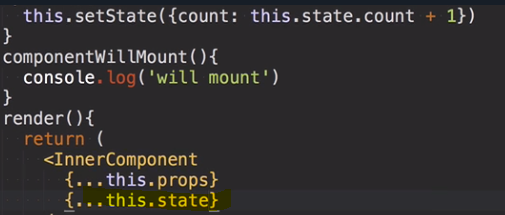 this.setState({count: this.state.count + 1})
}
componentWillMount(){
console.log('will mount')
}
render(){
return (
<InnerComponent
{...this.props}
{...this.state}